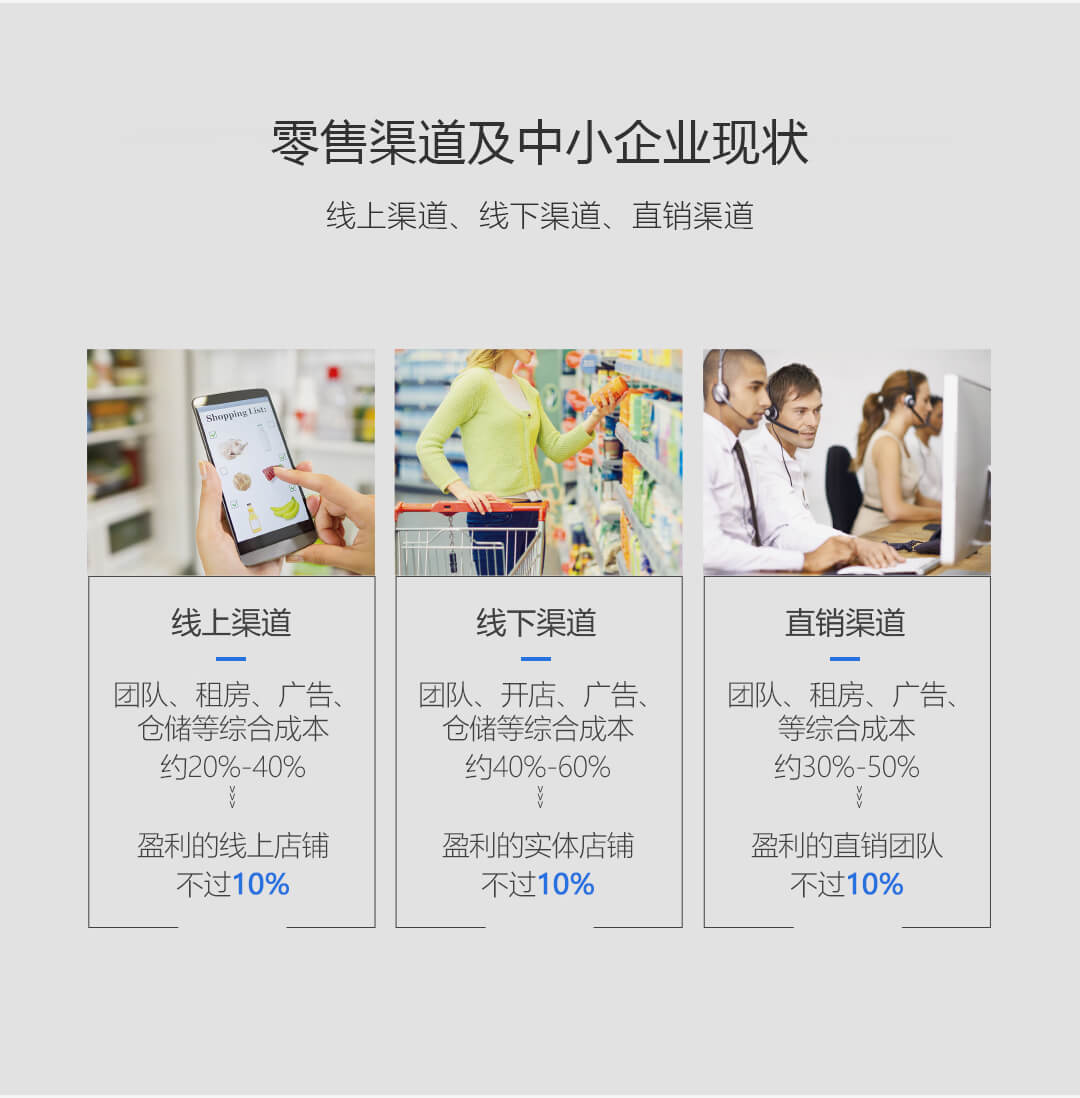 零售渠道及中小企业现状
线上渠道、线下渠道、直销渠道
Shopping List:
线上渠道
团队、租房、广告、
仓储等综合成本
约20%-40%
盈利的线上店铺
不过10%
线下渠道
团队、开店、广告、
仓储等综合成本
约40%-60%
盈利的实体店铺
不过10%
直销渠道
团队、租房、广告、
等综合成本
约30%-50%
盈利的直销团队
不过10%